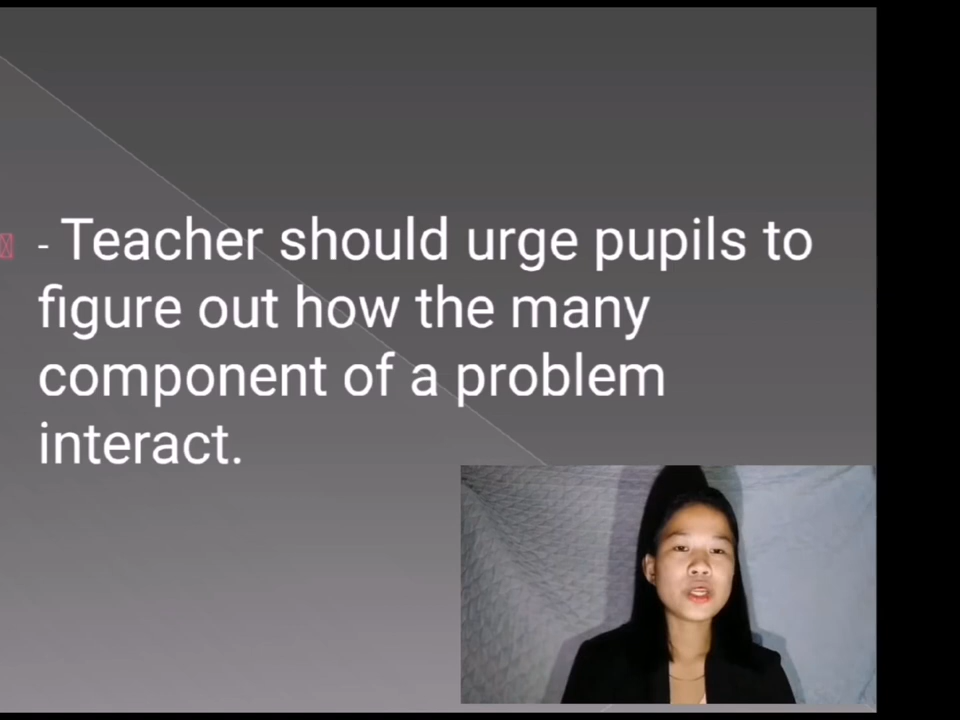 - Teacher should urge pupils to
figure out how the many
component of a problem
interact.